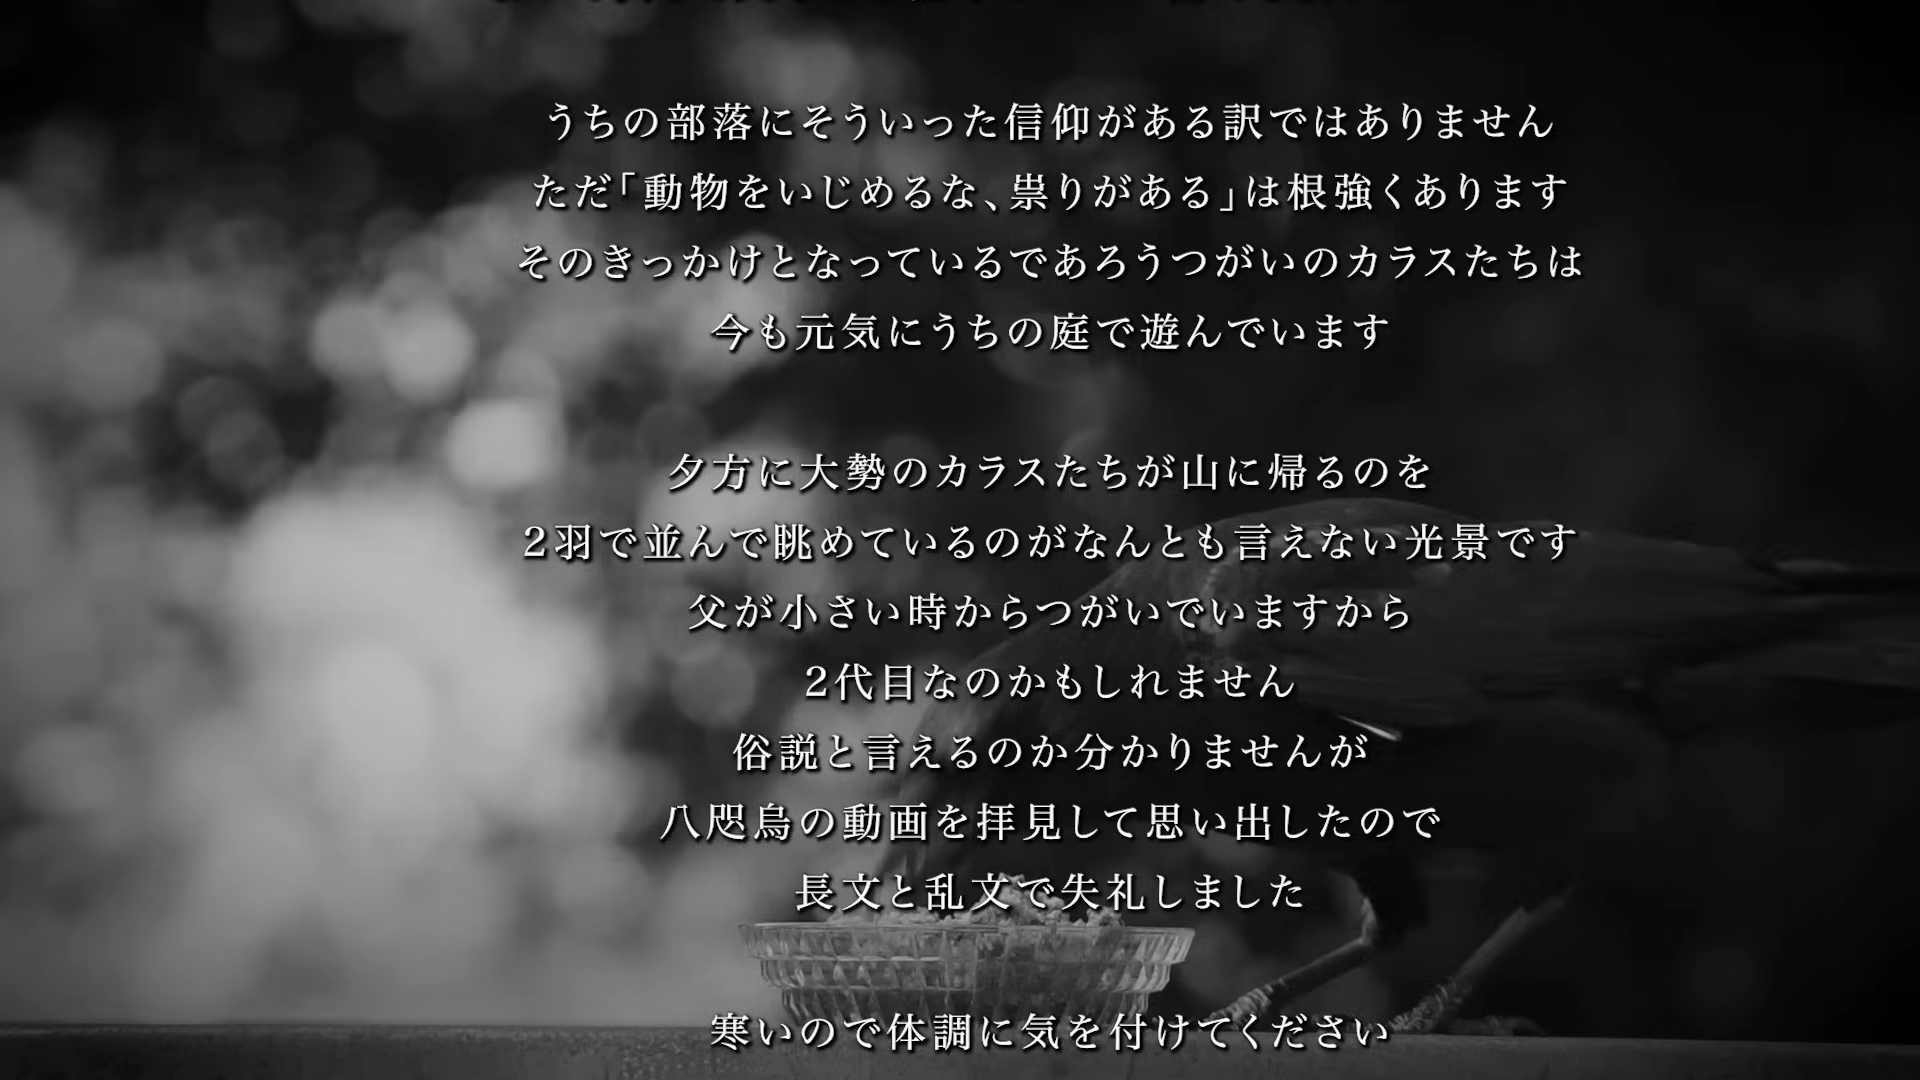 うちの部落にそういった信仰がある訳ではありません
ただ「動物をいじめるな、祟りがある」は根強くあります
そのきっかけとなっているであろうつがいのカラスたちは
今も元気にうちの庭で遊んでいます
夕方に大勢のカラスたちが山に帰るのを
2羽で並んで眺めているのがなんとも言えない光景です
父が小さい時からつがいでいますから
2代目なのかもしれません
俗説と言えるのか分かりませんが
八咫烏の動画を拝見して思い出したので
長文と乱文で失礼しました
寒いので体調に気を付けてください